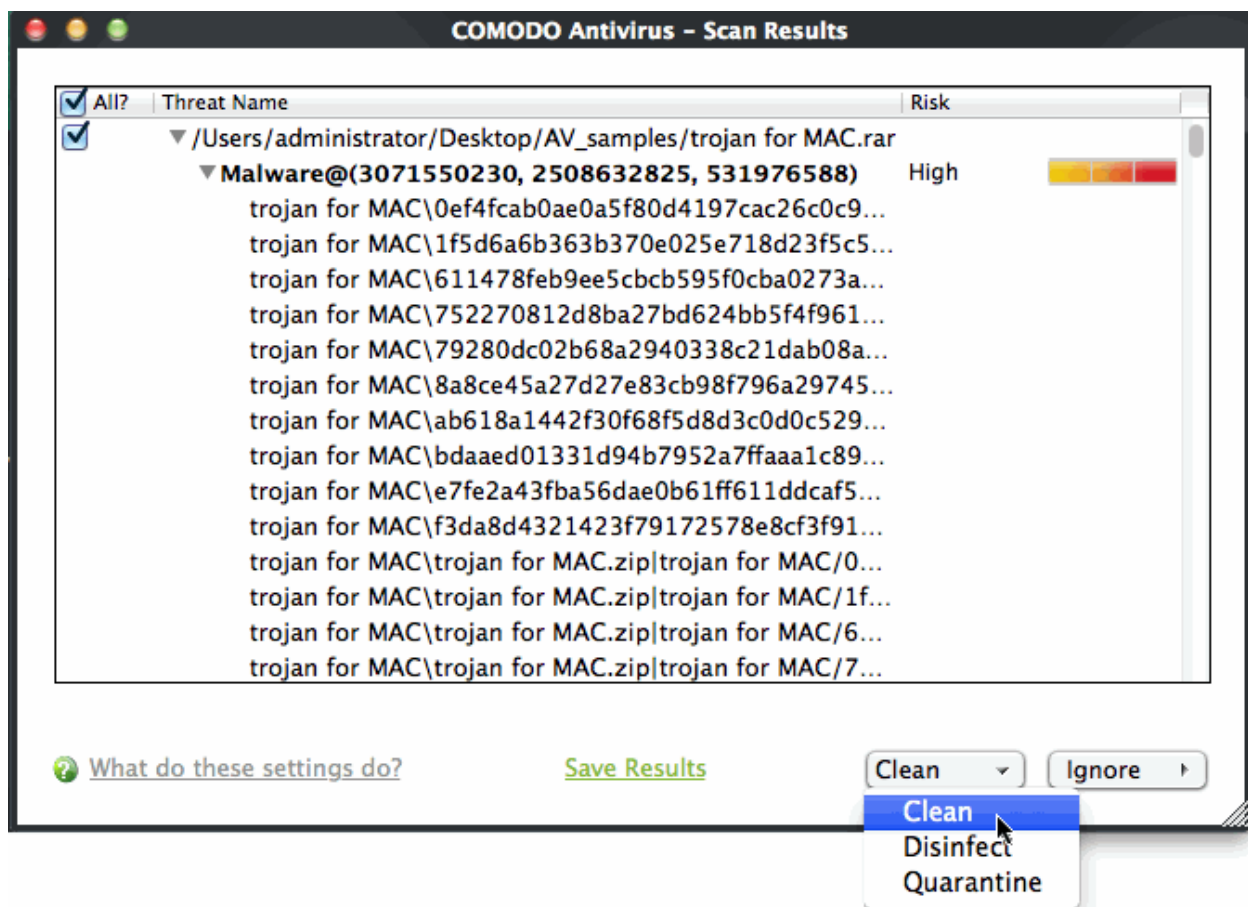 COMODO Antivirus – Scan Results
All? Threat Name Risk
/Users/administrator/Desktop/AV_samples/trojan for MAC.rar
Malware@(3071550230, 2508632825, 531976588) High
trojan for MAC\0ef4fcab0ae0a5f80d4197cac26c0c9...
trojan for MAC\1f5d6a6b363b370e025e718d23f5c5...
trojan for MAC\611478feb9ee5cbcb595f0cba0273a...
trojan for MAC\752270812d8ba27bd624bb5f4f961...
trojan for MAC\79280dc02b68a2940338c21dab08a...
trojan for MAC\8a8ce45a27d27e83cb98f796a29745...
trojan for MAC\ab618a1442f30f68f5d8d3c0d0c529...
trojan for MAC\bdaaed01331d94b7952a7ffaaa1c89...
trojan for MAC\e7fe2a43fba56dae0b61ff611ddcaf5...
trojan for MAC\f3da8d4321423f79172578e8cf3f91...
trojan for MAC\trojan for MAC.zip|trojan for MAC/0...
trojan for MAC\trojan for MAC.zip|trojan for MAC/1f...
trojan for MAC\trojan for MAC.zip|trojan for MAC/6...
trojan for MAC\trojan for MAC.zip|trojan for MAC/7...
? What do these settings do? Save Results Clean Ignore
Clean
Disinfect
Quarantine